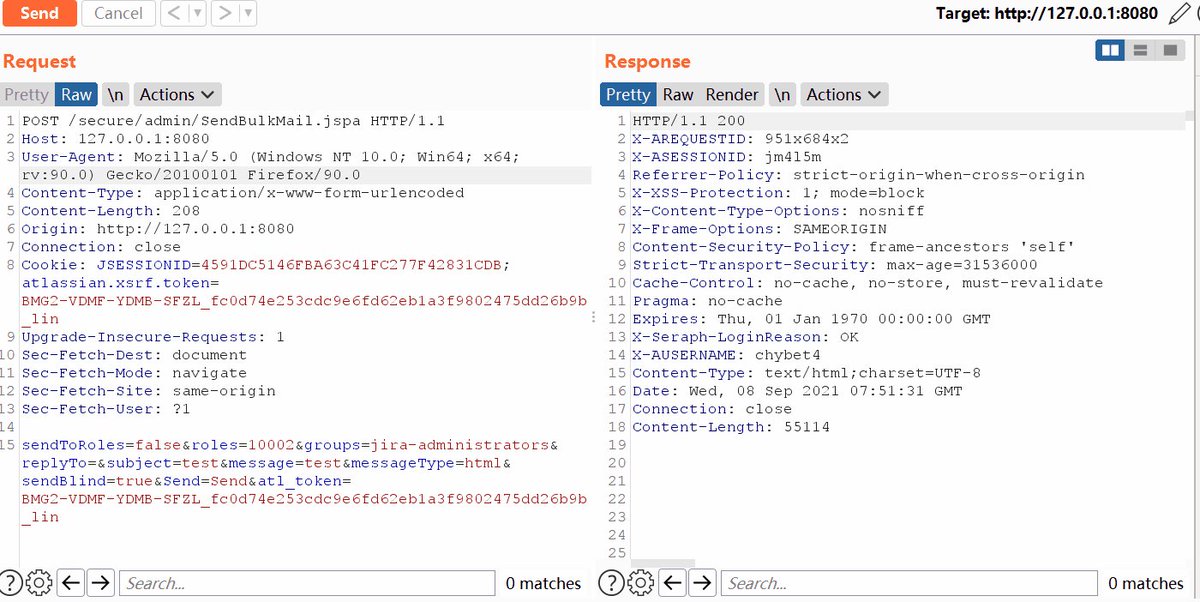 Send Cancel < > Target: http://127.0.0.1:8080
Request
Pretty Raw \n Actions
1 POST /secure/admin/SendBulkMail.jspa HTTP/1.1
2 Host: 127.0.0.1:8080
3 User-Agent: Mozilla/5.0 (Windows NT 10.0; Win64; x64;
rv:90.0) Gecko/20100101 Firefox/90.0
4 Content-Type: application/x-www-form-urlencoded
5 Content-Length: 208
6 Origin: http://127.0.0.1:8080
7 Connection: close
8 Cookie: JSESSIONID=4591DC5146FBA63C41FC277F42831CDB;
atlassian.xsrf.token=
BMG2-VDMF-YDMB-SFZL_fc0d74e253cdc9e6fd62eb1a3f9802475dd26b9b
_lin
9 Upgrade-Insecure-Requests: 1
10 Sec-Fetch-Dest: document
11 Sec-Fetch-Mode: navigate
12 Sec-Fetch-Site: same-origin
13 Sec-Fetch-User: ?1
14
15 sendToRoles=false&roles=10002&groups=jira-administrators&
replyTo=&subject=test&message=test&messageType=html&
sendBlind=true&Send=Send&atl_token=
BMG2-VDMF-YDMB-SFZL_fc0d74e253cdc9e6fd62eb1a3f9802475dd26b9b
_lin
Search... 0 matches
Response
Pretty Raw Render \n Actions
1 HTTP/1.1 200
2 X-AREQUESTID: 951x684x2
3 X-ASESSIONID: jm4l5m
4 Referrer-Policy: strict-origin-when-cross-origin
5 X-XSS-Protection: 1; mode=block
6 X-Content-Type-Options: nosniff
7 X-Frame-Options: SAMEORIGIN
8 Content-Security-Policy: frame-ancestors 'self'
9 Strict-Transport-Security: max-age=31536000
10 Cache-Control: no-cache, no-store, must-revalidate
11 Pragma: no-cache
12 Expires: Thu, 01 Jan 1970 00:00:00 GMT
13 X-Seraph-LoginReason: OK
14 X-AUSERNAME: chybet4
15 Content-Type: text/html;charset=UTF-8
16 Date: Wed, 08 Sep 2021 07:51:31 GMT
17 Connection: close
18 Content-Length: 55114
19
20
21
22
23
24
25
Search... 0 matches